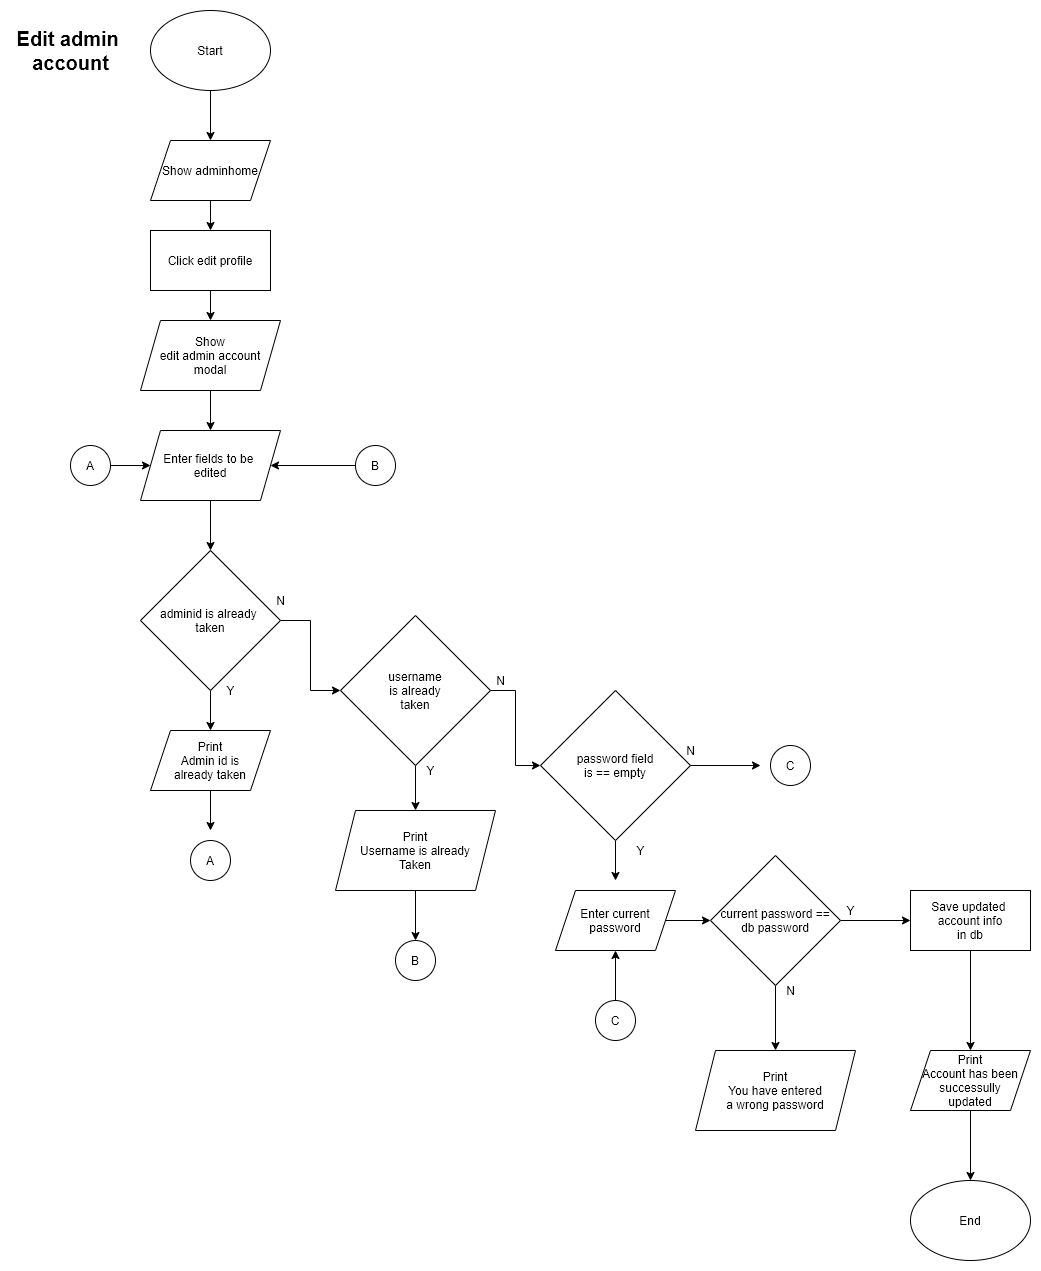 Edit admin
account
Start
Show adminhome
Click edit profile
Show
edit admin account
modal
A
Enter fields to be
edited
B
adminid is already
taken
N
Y
username
is already
taken
N
Y
password field
is == empty
N
C
Y
Print
Admin id is
already taken
A
Print
Username is already
Taken
B
Enter current
password
C
current password ==
db password
Y
N
Save updated
account info
in db
Print
You have entered
a wrong password
Print
Account has been
successully
updated
End